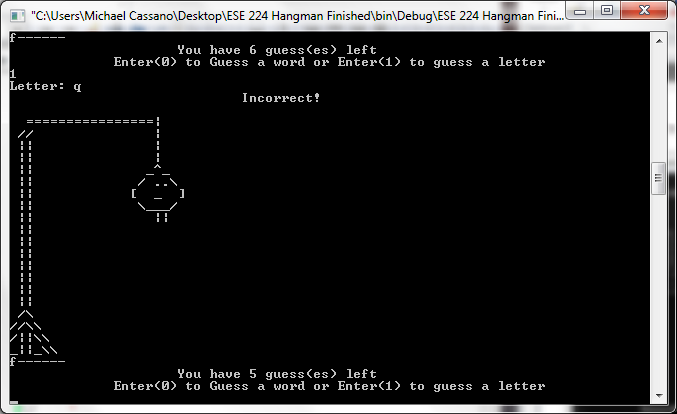 "C:\Users\Michael Cassano\Desktop\ESE 224 Hangman Finished\bin\Debug\ESE 224 Hangman Fini...
f------
You have 6 guess(es) left
Enter(0) to Guess a word or Enter(1) to guess a letter
1
Letter: q
Incorrect!
f------
You have 5 guess(es) left
Enter(0) to Guess a word or Enter(1) to guess a letter